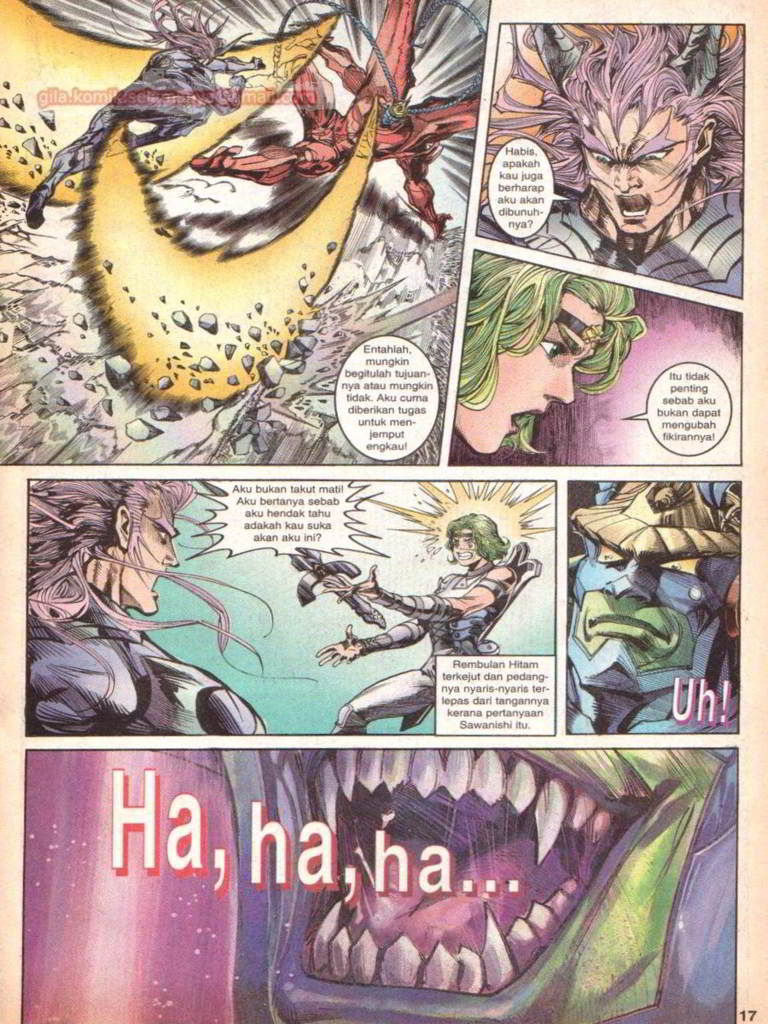 Habis,
apakah
kau juga
berharap
aku akan
dibunuh-
nya?
Entahlah,
mungkin
begitulah tujuan-
nya atau mungkin
tidak. Aku cuma
diberikan tugas
untuk men-
jemput
engkau!
Itu tidak
penting
sebab aku
bukan dapat
mengubah
fikirannya!
Aku bukan takut mati!
Aku bertanya sebab
aku hendak tahu
adakah kau suka
akan aku ini?
Rembulan Hitam
terkejut dan pedang-
nya nyaris-nyaris ter-
lepas dari tangannya
kerana pertanyaan
Sawanishi itu.
Uh!
Ha, ha, ha...
17